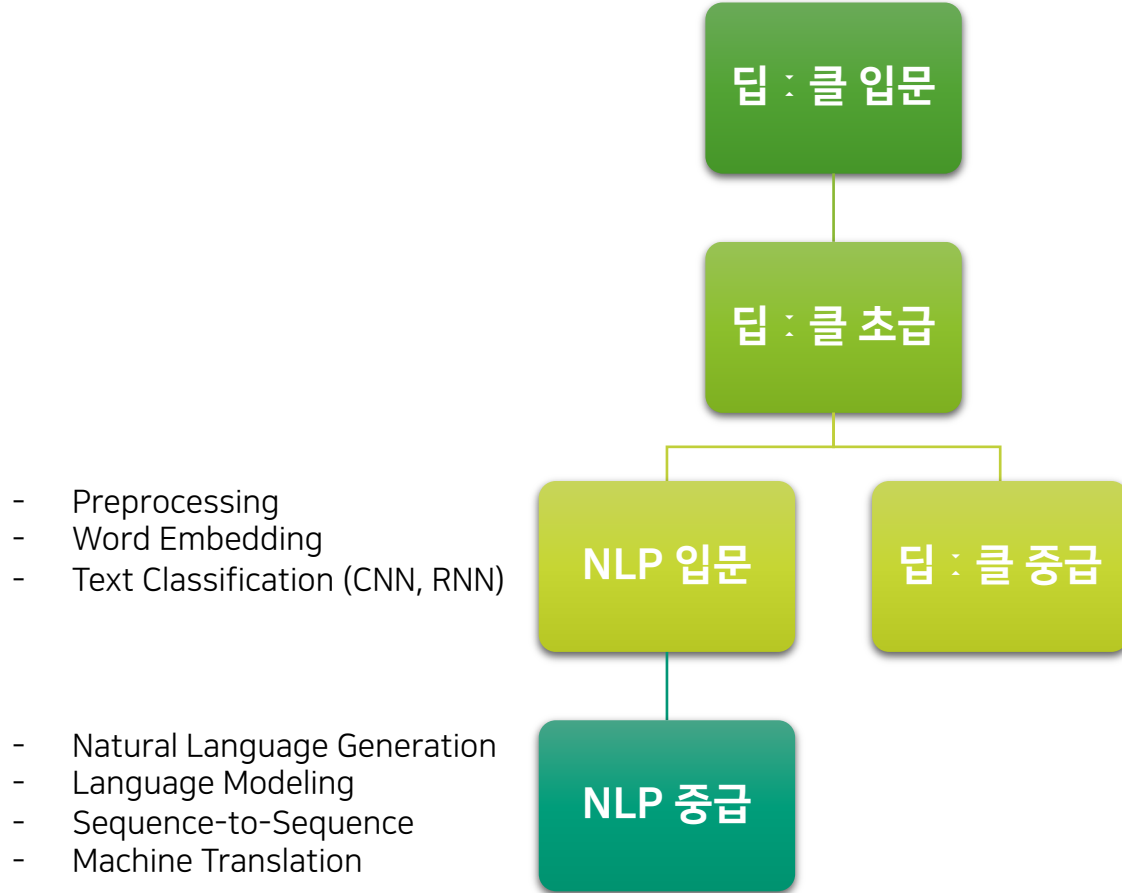 딥：클 입문
딥：클 초급
- Preprocessing
- Word Embedding
- Text Classification (CNN, RNN)
NLP 입문
딥：클 중급
- Natural Language Generation
- Language Modeling
- Sequence-to-Sequence
- Machine Translation
NLP 중급